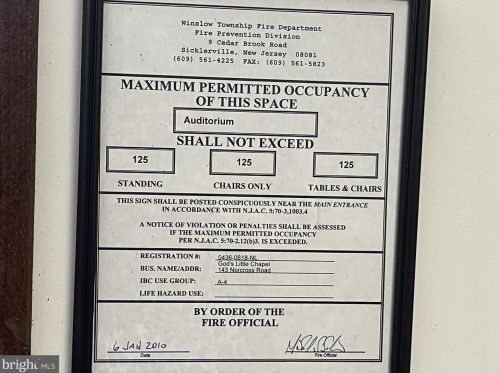 Winslow Township Fire Department
Fire Prevention Division
9 Cedar Brook Road
Sicklerville, New Jersey 08081
(609) 561-4225 FAX: (609) 561-5823
MAXIMUM PERMITTED OCCUPANCY
OF THIS SPACE
Auditorium
SHALL NOT EXCEED
125 125 125
STANDING CHAIRS ONLY TABLES & CHAIRS
THIS SIGN SHALL BE POSTED CONSPICUOUSLY NEAR THE MAIN ENTRANCE
IN ACCORDANCE WITH N.J.A.C. 5:70-3,1003.4
A NOTICE OF VIOLATION OR PENALTIES SHALL BE ASSESSED
IF THE MAXIMUM PERMITTED OCCUPANCY
PER N.J.A.C. 5:70-2.12(b)3. IS EXCEEDED.
REGISTRATION #: 0436-0618-NL
BUS. NAME/ADDR: God's Little Chapel
143 Norcross Road
IBC USE GROUP: A-4
LIFE HAZARD USE:
BY ORDER OF THE
FIRE OFFICIAL
6 JAN 2010
Date Fire Official
bright MLS